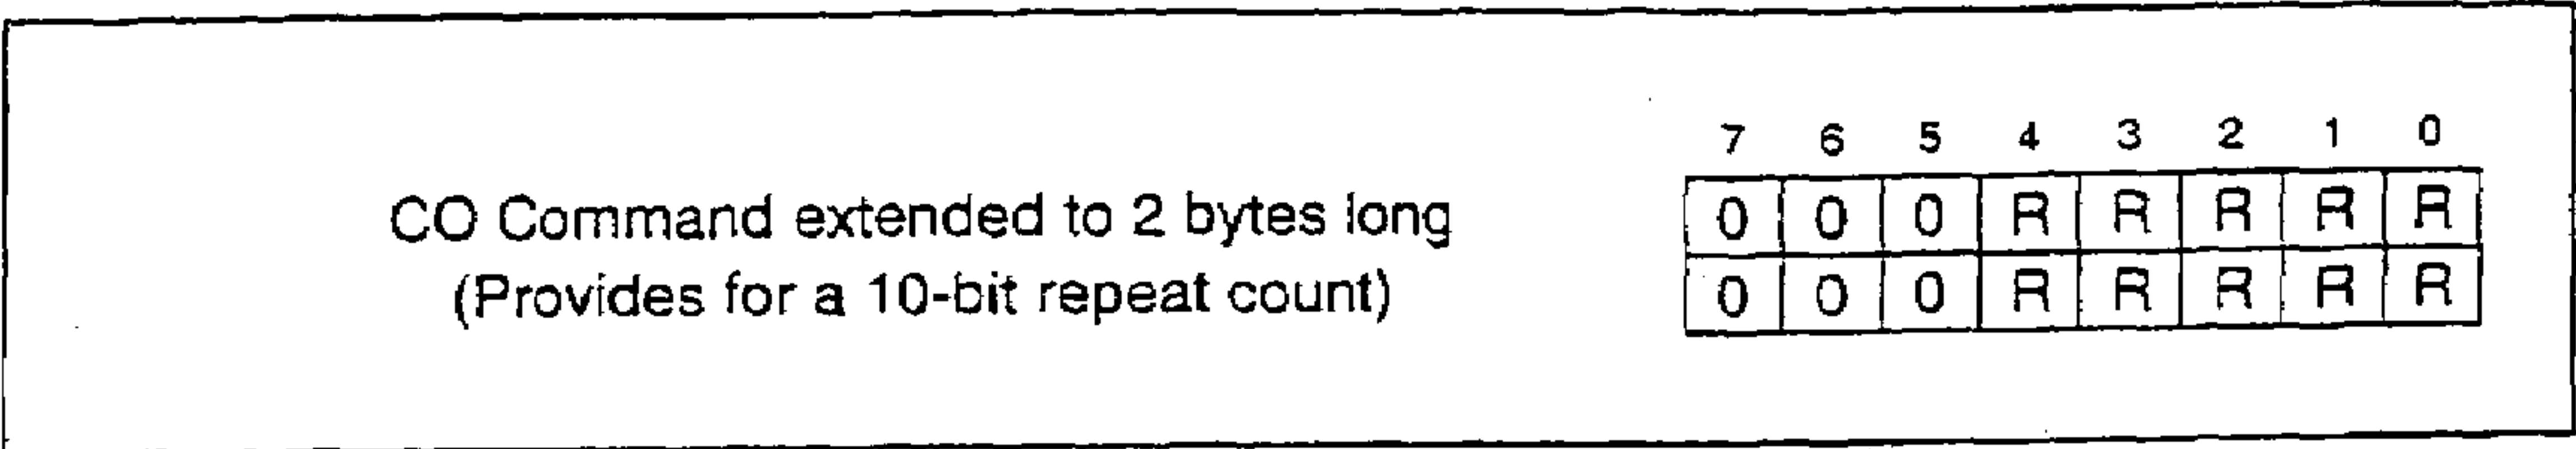 7 6 5 4 3 2 1 0
CO Command extended to 2 bytes long
0 0 0 R R R R R
(Provides for a 10-bit repeat count)
0 0 0 R R R R R